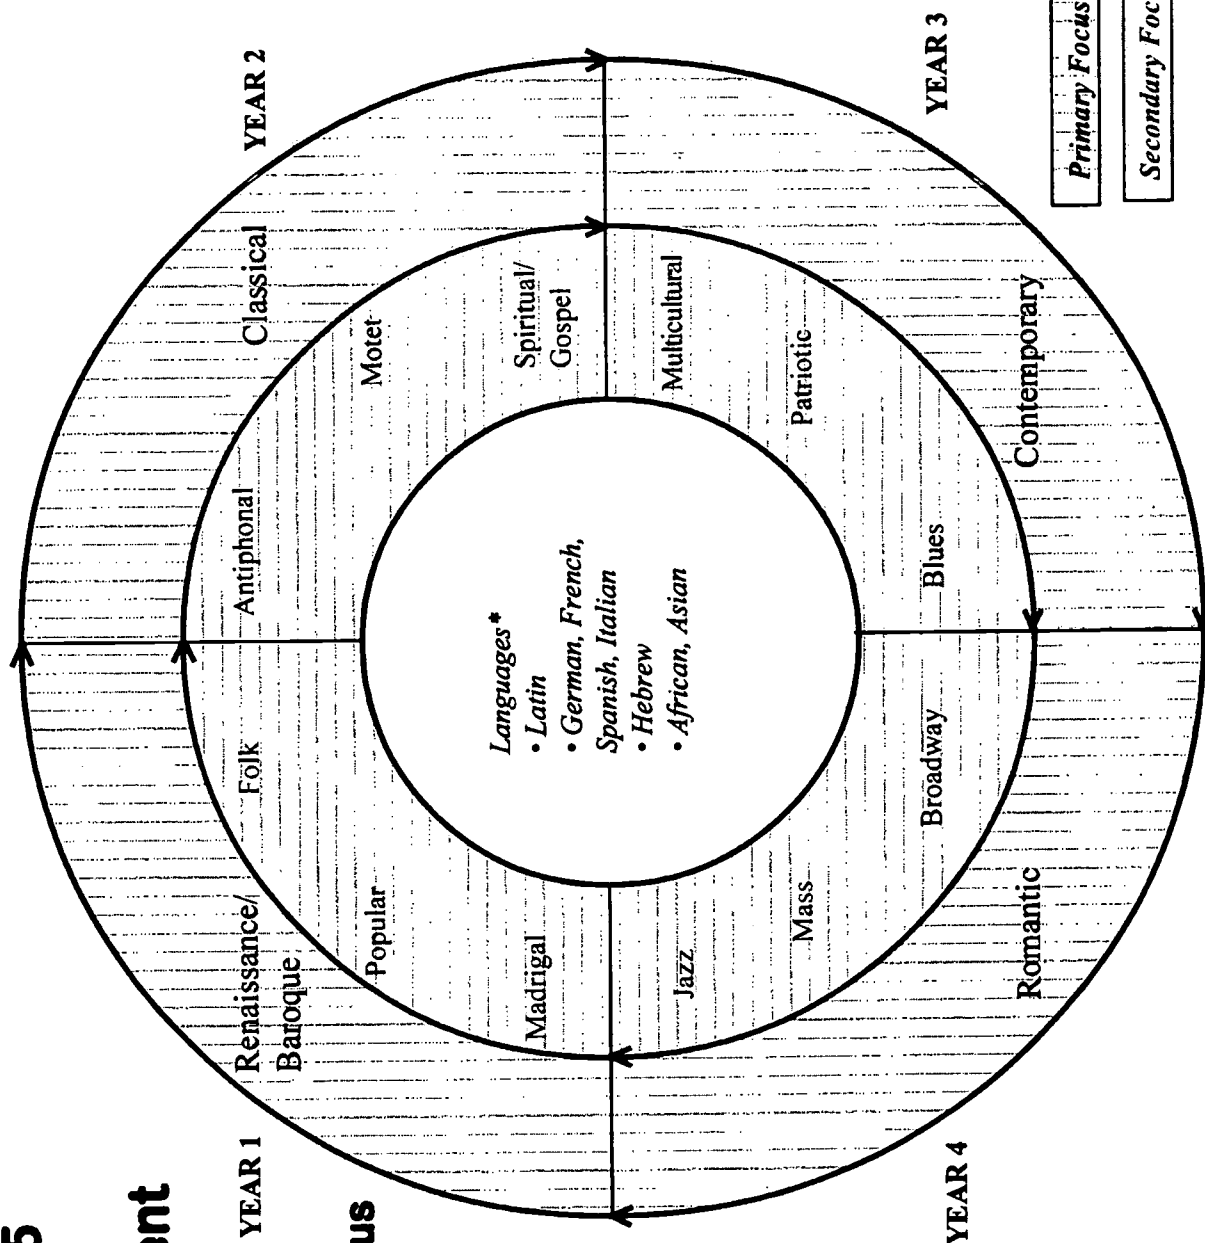 5
ent
us
YEAR 1
YEAR 2
Renaissance/
Baroque
Classical
Folk
Antiphonal
Popular
Motet
Madrigal
Spiritual/
Gospel
Languages*
• Latin
• German, French,
Spanish, Italian
• Hebrew
• African, Asian
Jazz
Multicultural
Mass
Patriotic
Broadway
Blues
Romantic
Contemporary
YEAR 4
YEAR 3
Primary Focus
Secondary Foc